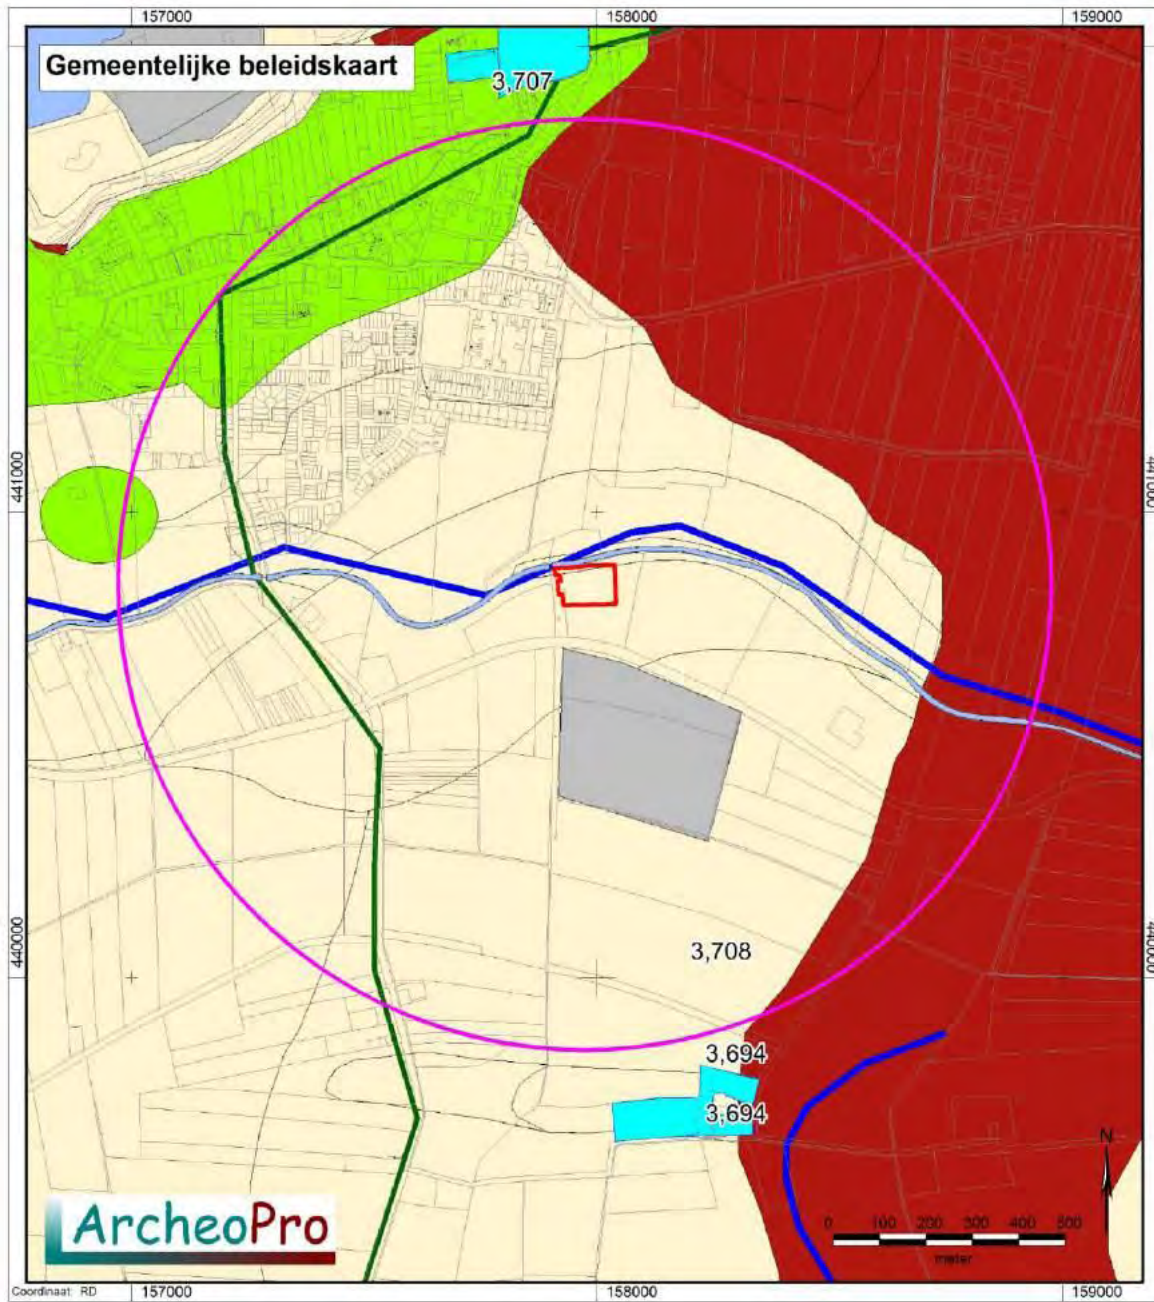 157000 158000 159000
Gemeentelijke beleidskaart
3,707
441000 441000
440000 440000
3,708
3,694
3,694
N
ArcheoPro
0 100 200 300 400 500
meter
Coordinaat: RD 157000 158000 159000